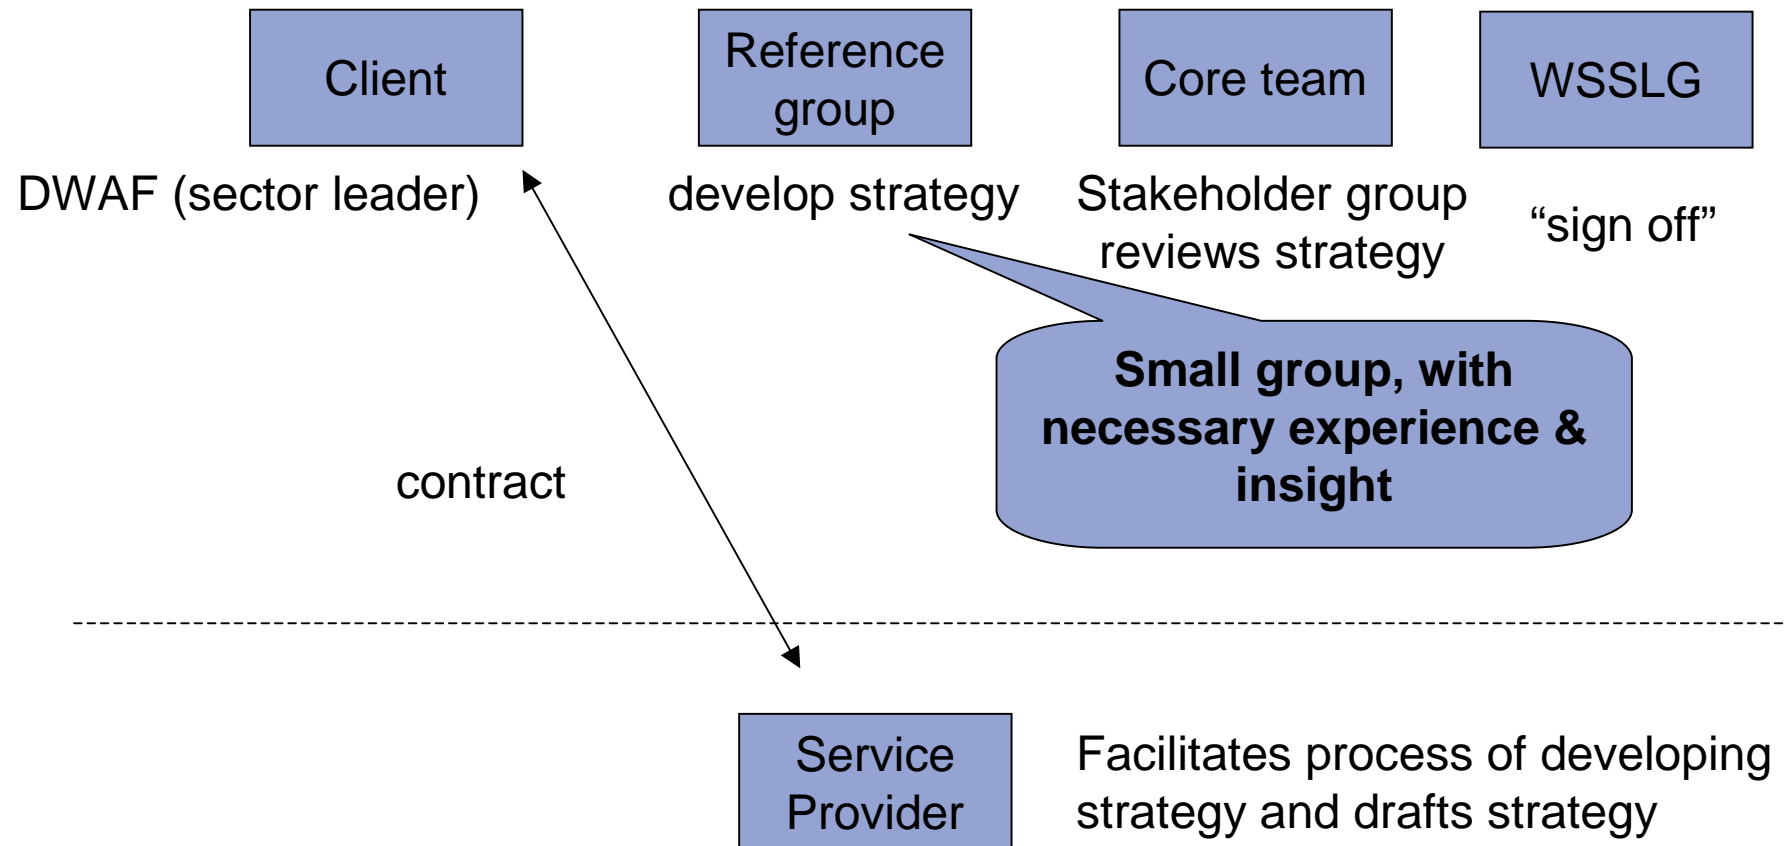 Client
Reference
group
Core team
WSSLG
DWAF (sector leader)
develop strategy
Stakeholder group
reviews strategy
“sign off”
Small group, with
necessary experience &
insight
contract
Service
Provider
Facilitates process of developing
strategy and drafts strategy